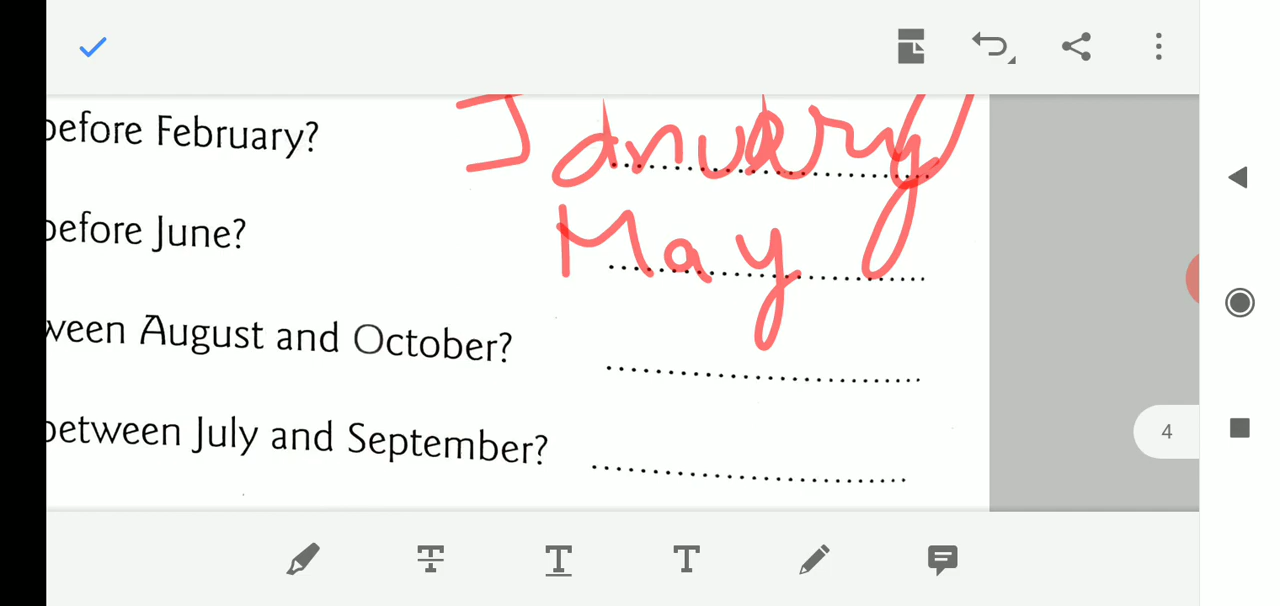 before February? January
before June? May
ween August and October? ....................
between July and September? ....................
4